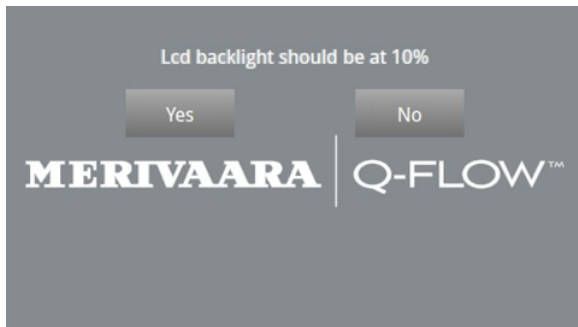 Lcd backlight should be at 10%
Yes No
MERIVAARA Q-FLOW™